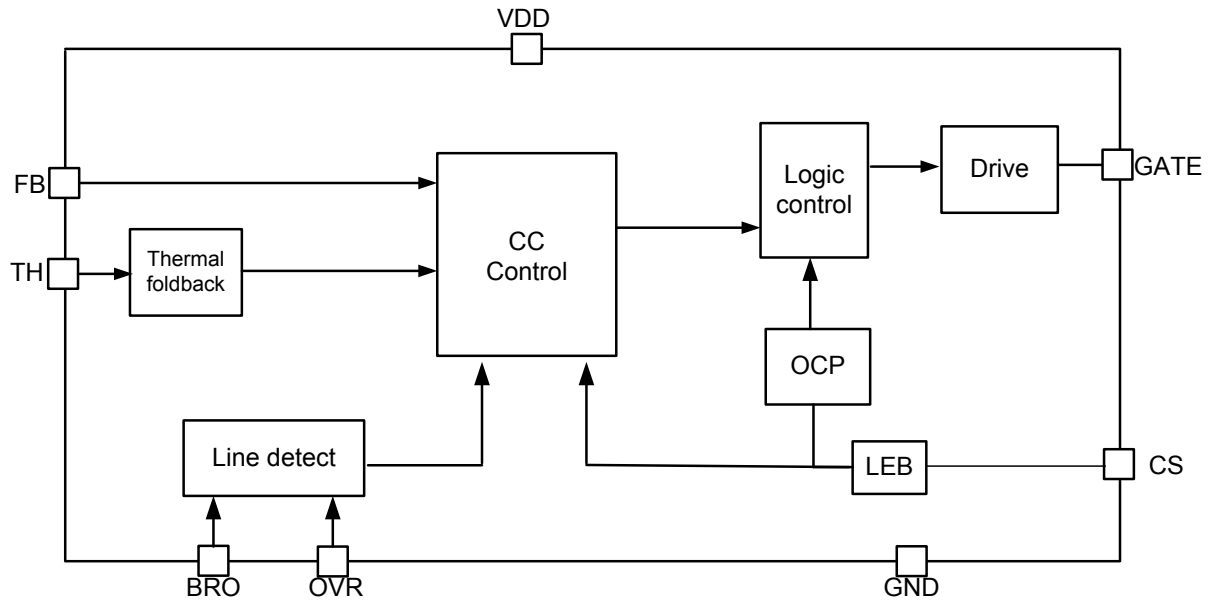 VDD
FB
TH
Thermal
foldback
CC
Control
Logic
control
Drive
GATE
OCP
Line detect
LEB
CS
BRO
OVR
GND